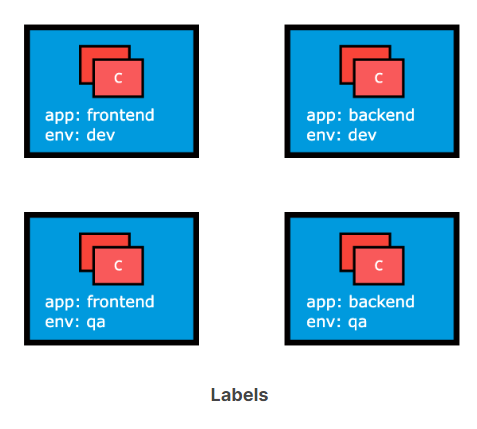 C
app: frontend
env: dev
C
app: backend
env: dev
C
app: frontend
env: qa
C
app: backend
env: qa
Labels